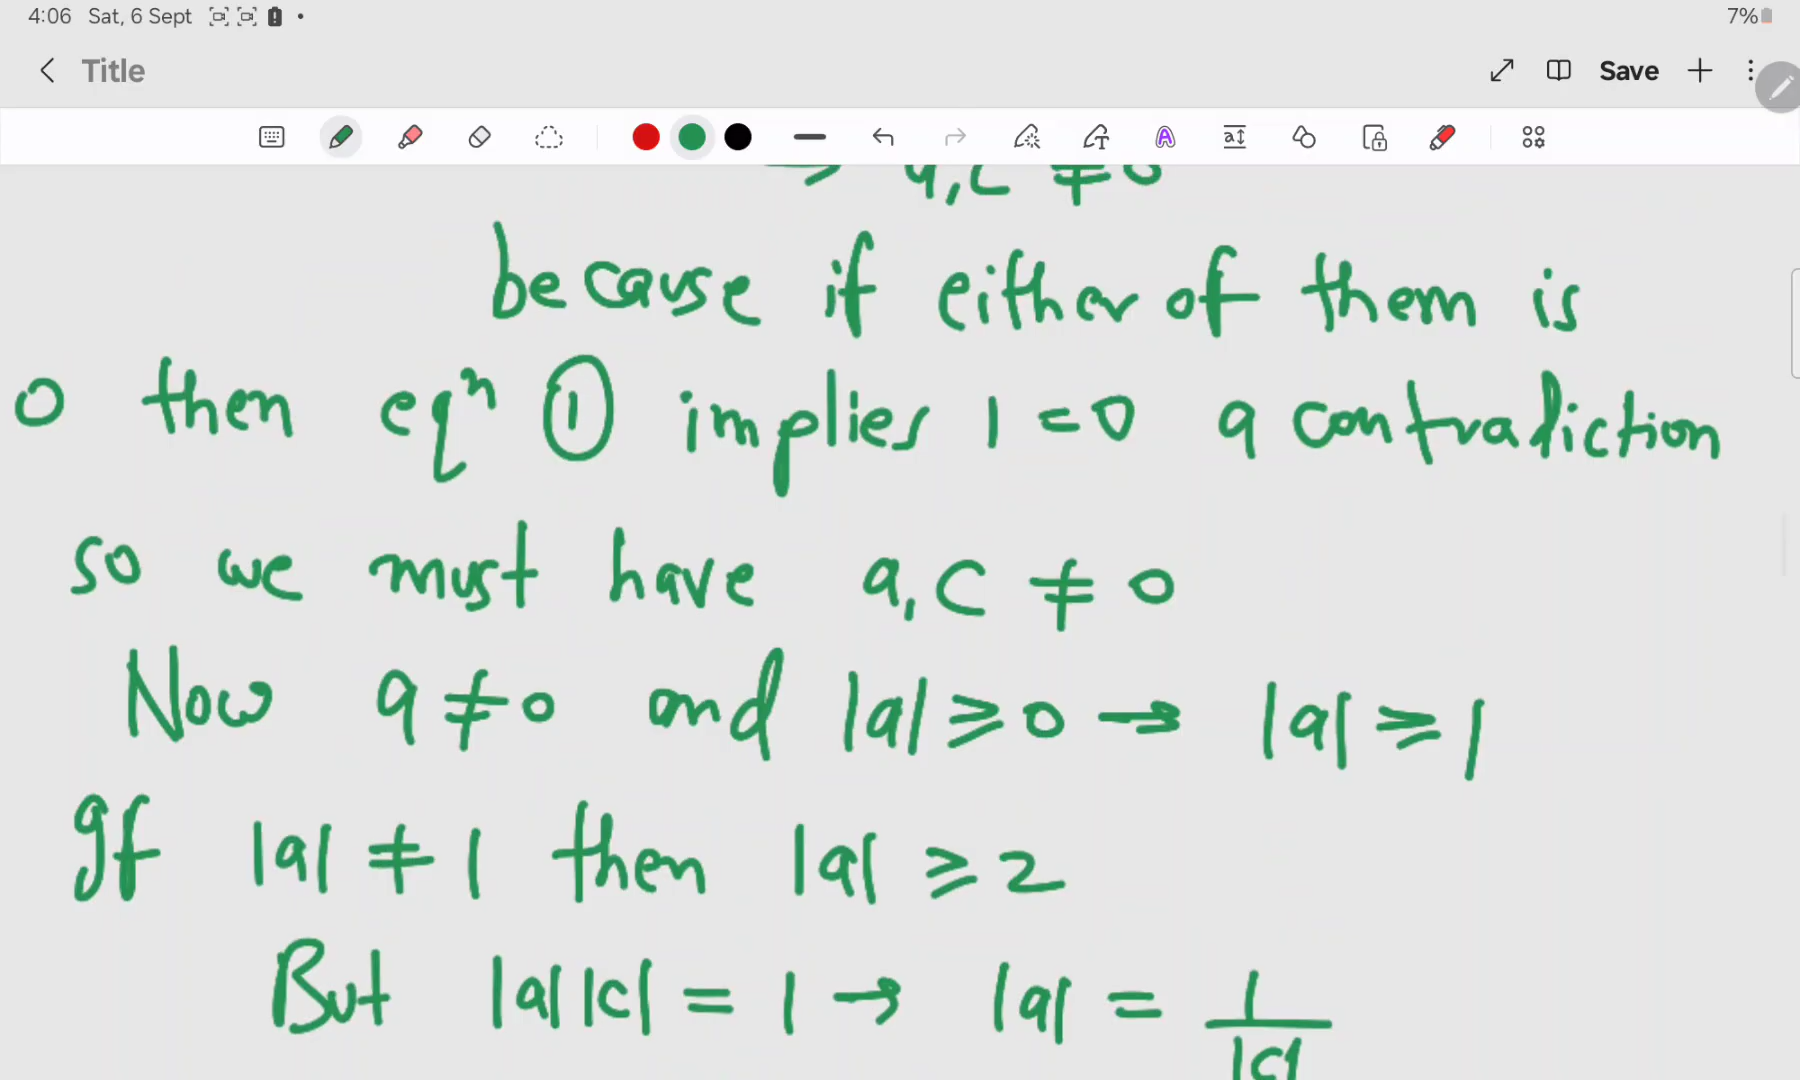 4:06 Sat, 6 Sept
7%
Title
Save
→ a, c ≠ 0
because if either of them is
0 then eqⁿ ① implies 1 = 0 a contradiction
so we must have a, c ≠ 0
Now a ≠ 0 and |a| ⩾ 0 → |a| ⩾ 1
If |a| ≠ 1 then |a| ⩾ 2
But |a| |c| = 1 → |a| = 1/|c|